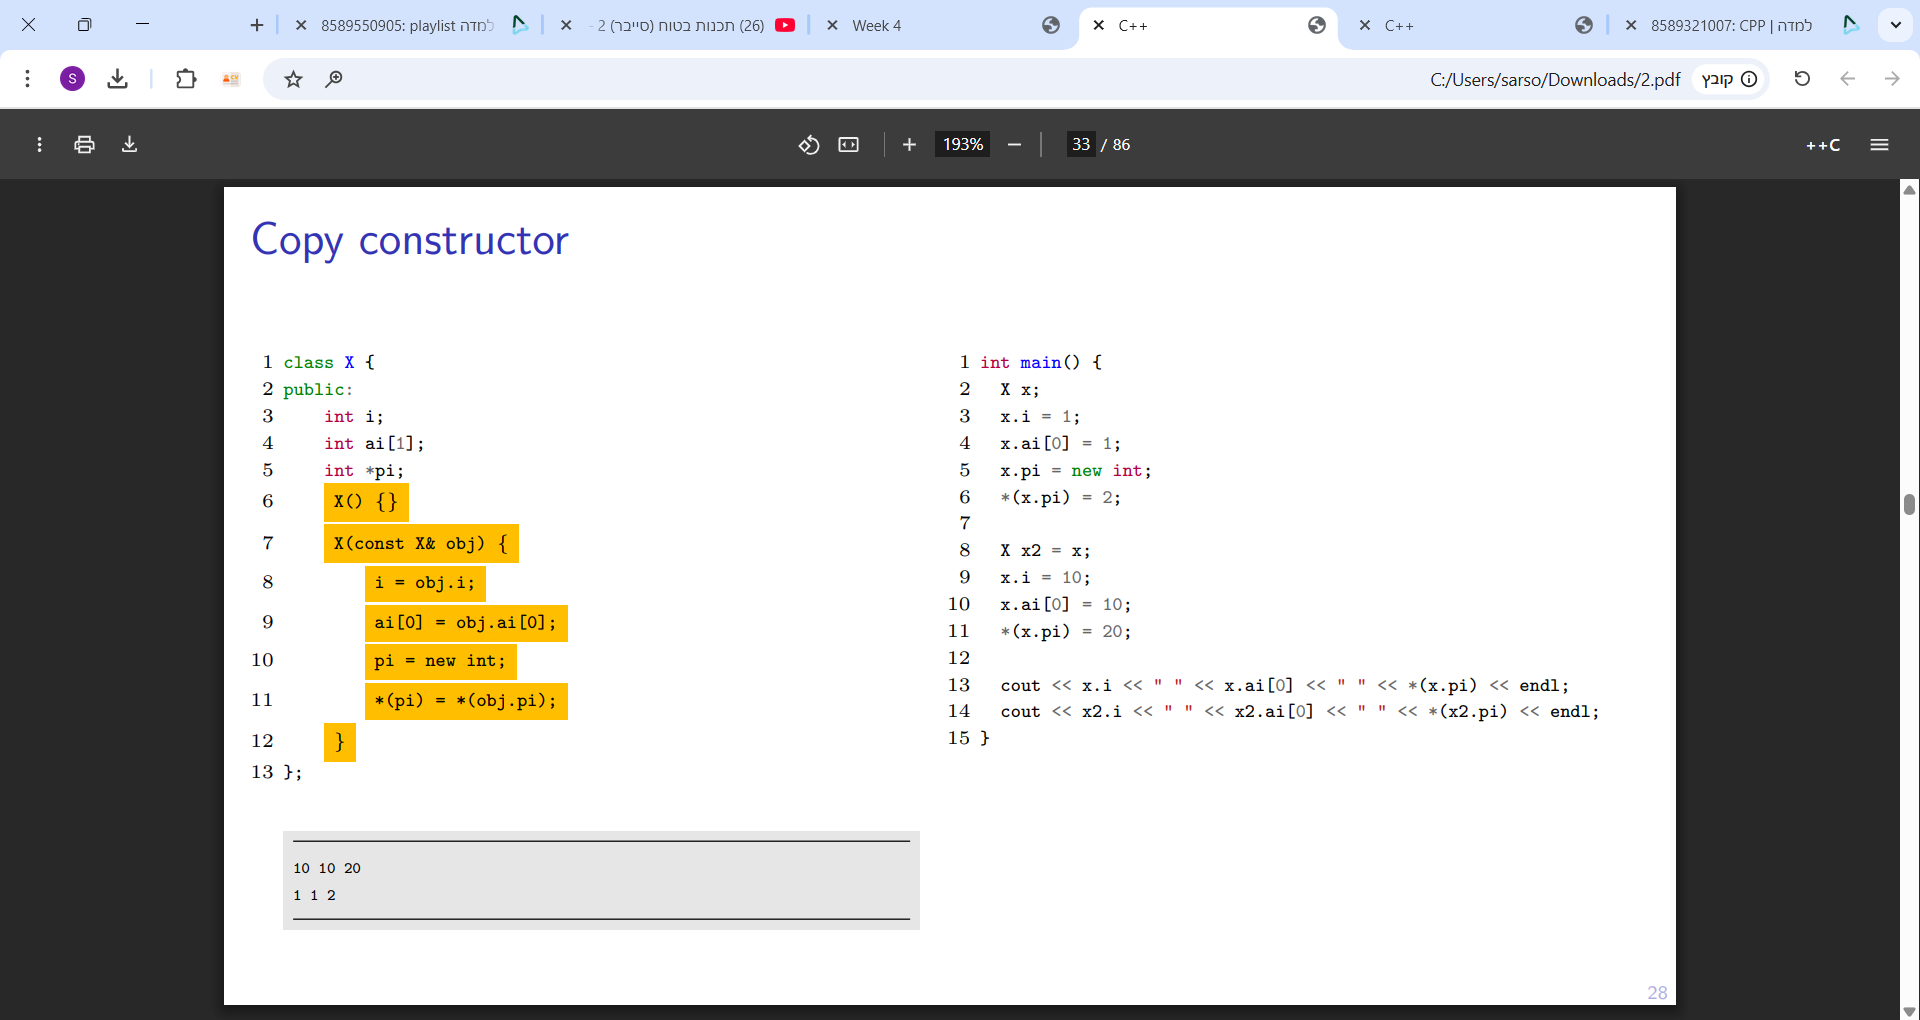 8589550905: playlist למדה
(26) תכנות בטוח (סייבר) 2 -
Week 4
C++
C++
8589321007: CPP | למדה
S
C:/Users/sarso/Downloads/2.pdf
קובץ
193%
33 / 86
++C
Copy constructor
1 class X {
2 public:
3 int i;
4 int ai[1];
5 int *pi;
6 X() {}
7 X(const X& obj) {
8 i = obj.i;
9 ai[0] = obj.ai[0];
10 pi = new int;
11 *(pi) = *(obj.pi);
12 }
13 };
1 int main() {
2 X x;
3 x.i = 1;
4 x.ai[0] = 1;
5 x.pi = new int;
6 *(x.pi) = 2;
7
8 X x2 = x;
9 x.i = 10;
10 x.ai[0] = 10;
11 *(x.pi) = 20;
12
13 cout << x.i << " " << x.ai[0] << " " << *(x.pi) << endl;
14 cout << x2.i << " " << x2.ai[0] << " " << *(x2.pi) << endl;
15 }
10 10 20
1 1 2
28